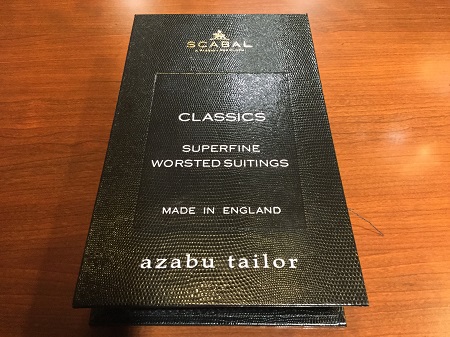 SCABAL
CLASSICS
SUPERFINE
WORSTED SUITINGS
MADE IN ENGLAND
azabu tailor